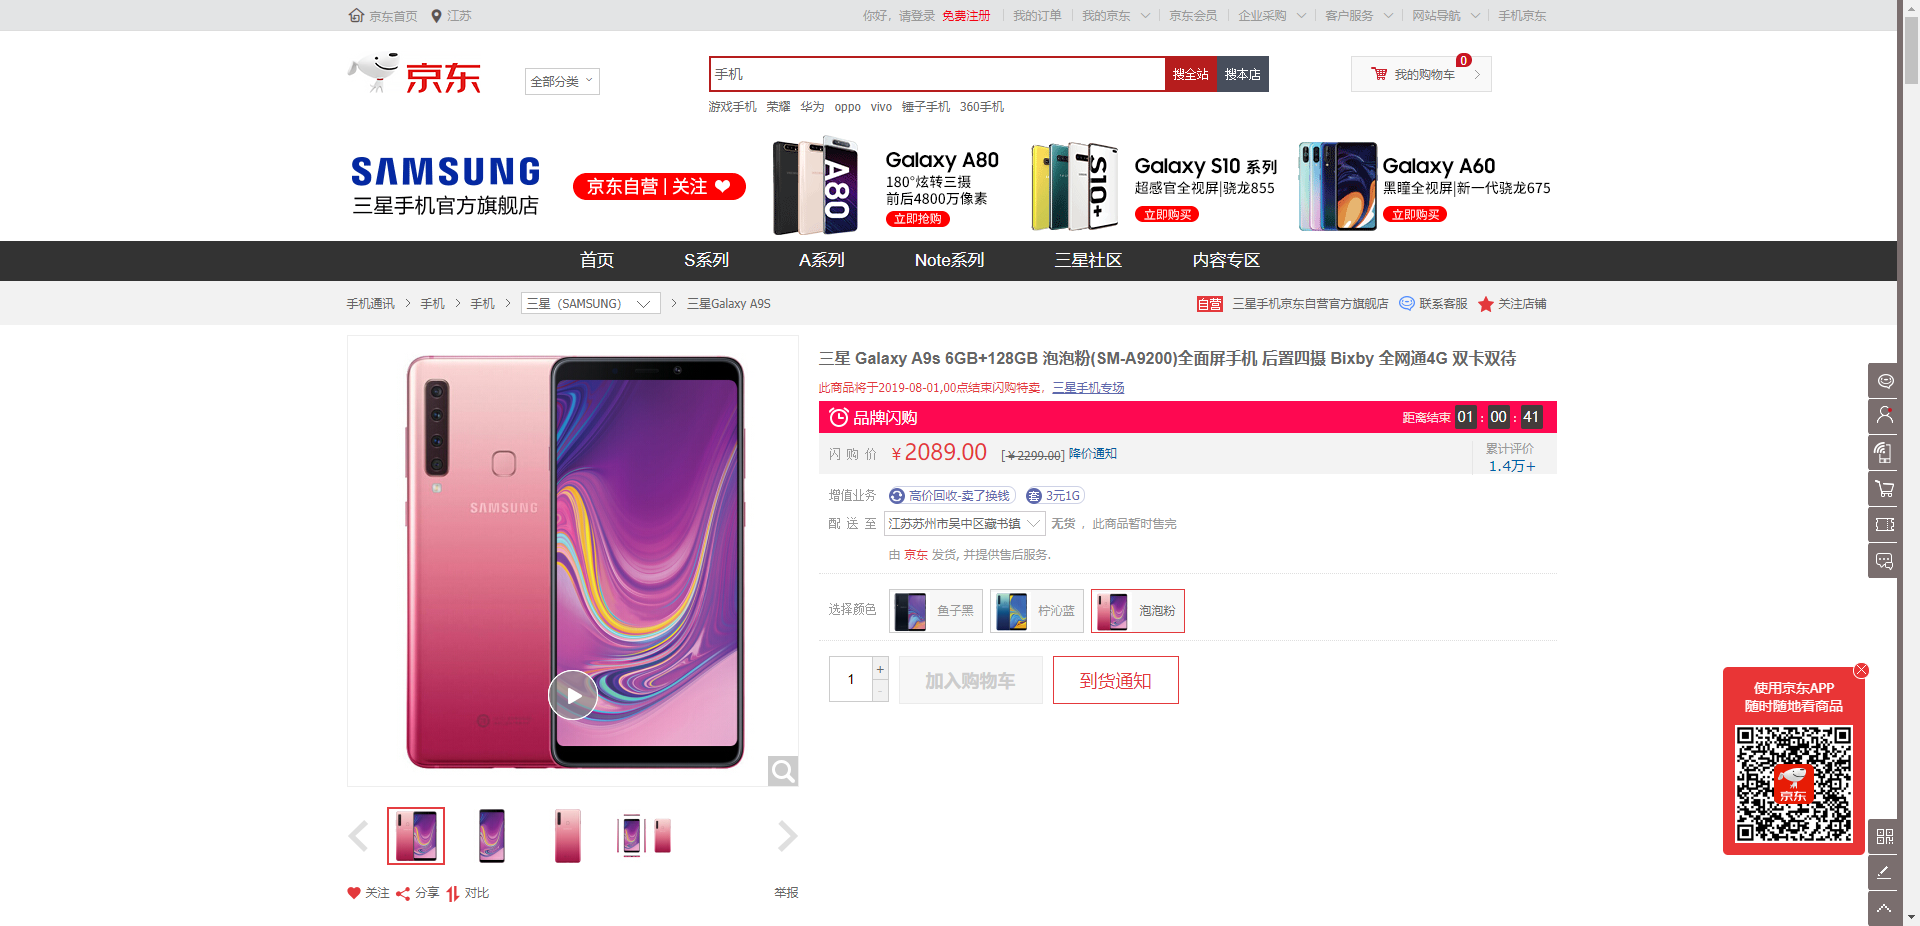 京东首页 江苏
你好，请登录 免费注册 我的订单 我的京东 京东会员 企业采购 客户服务 网站导航 手机京东
京东
全部分类
手机
搜全站 搜本店
0
我的购物车
游戏手机 荣耀 华为 oppo vivo 锤子手机 360手机
SAMSUNG
三星手机官方旗舰店
京东自营 | 关注
A80
Galaxy A80
180°炫转三摄
前后4800万像素
立即抢购
S10+
Galaxy S10 系列
超感官全视屏|骁龙855
立即购买
Galaxy A60
黑瞳全视屏|新一代骁龙675
立即购买
首页 S系列 A系列 Note系列 三星社区 内容专区
手机通讯 > 手机 > 手机 > 三星（SAMSUNG） > 三星Galaxy A9S
自营 三星手机京东自营官方旗舰店 联系客服 关注店铺
SAMSUNG
三星 Galaxy A9s 6GB+128GB 泡泡粉(SM-A9200)全面屏手机 后置四摄 Bixby 全网通4G 双卡双待
此商品将于2019-08-01,00点结束闪购特卖，三星手机专场
品牌闪购
距离结束 01 : 00 : 41
闪购价 ￥2089.00 [￥2299.00] 降价通知
累计评价
1.4万+
增值业务 高价回收-卖了换钱 套 3元1G
配送至 江苏苏州市吴中区藏书镇 无货 ，此商品暂时售完
由 京东 发货, 并提供售后服务.
选择颜色 鱼子黑 柠沁蓝 泡泡粉
1 + -
加入购物车 到货通知
关注 分享 对比 举报
使用京东APP
随时随地看商品
京东